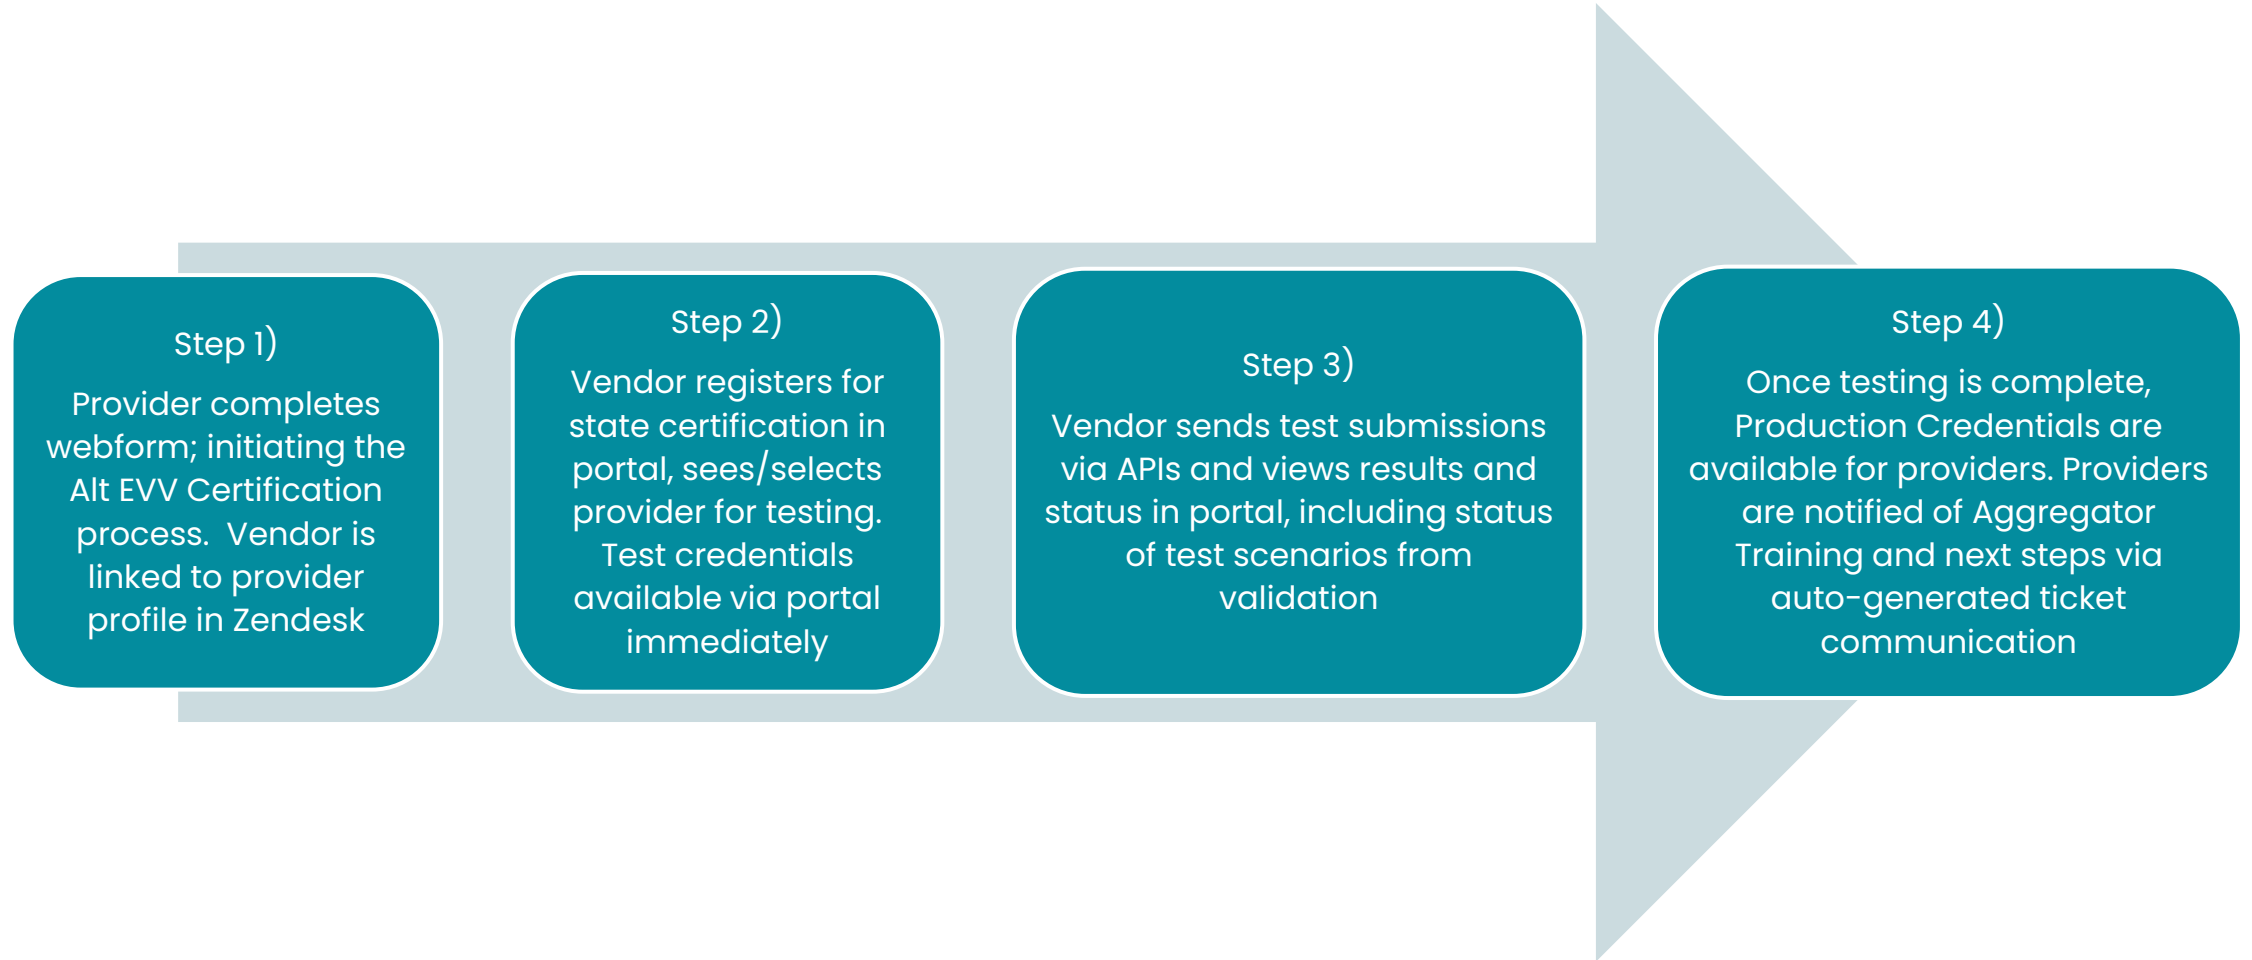 Step 1)
Provider completes
webform; initiating the
Alt EVV Certification
process.  Vendor is
linked to provider
profile in Zendesk
Step 2)
Vendor registers for
state certification in
portal, sees/selects
provider for testing.
Test credentials
available via portal
immediately
Step 3)
Vendor sends test submissions
via APIs and views results and
status in portal, including status
of test scenarios from
validation
Step 4)
Once testing is complete,
Production Credentials are
available for providers. Providers
are notified of Aggregator
Training and next steps via
auto-generated ticket
communication